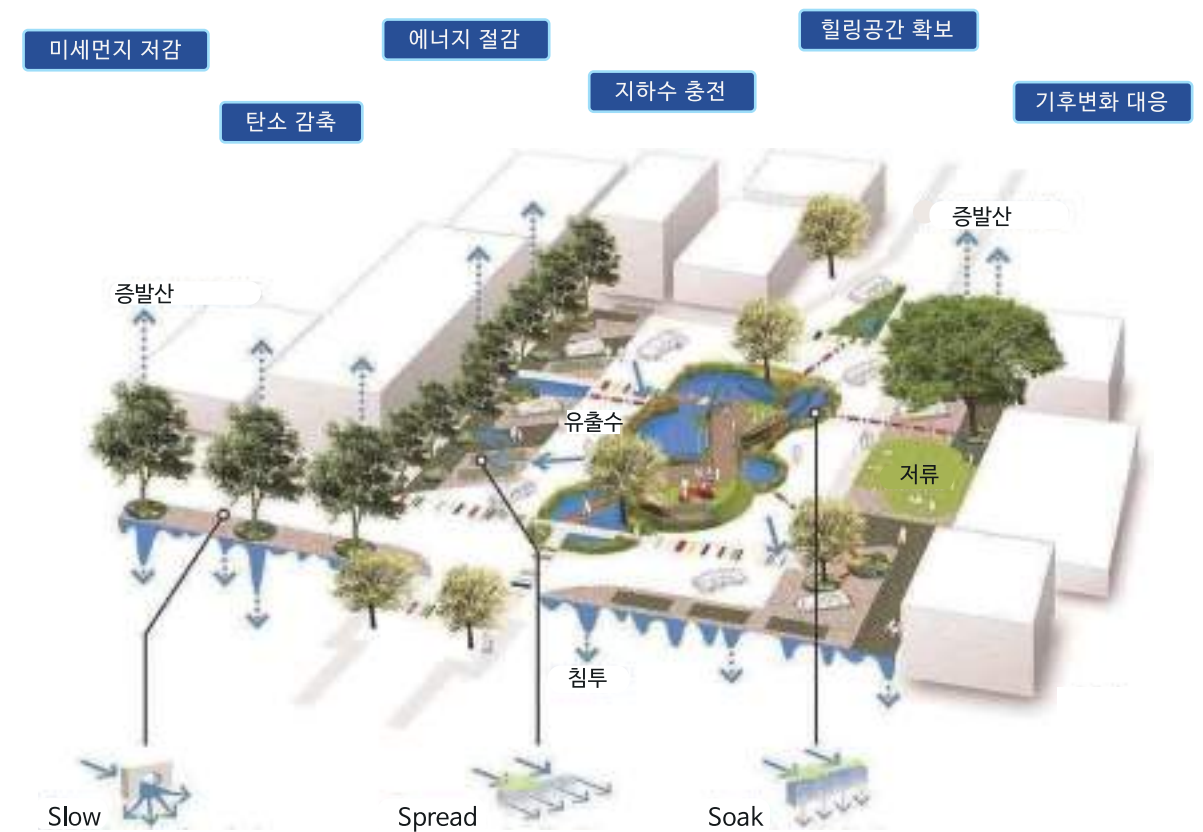 미세먼지 저감
에너지 절감
힐링공간 확보
탄소 감축
지하수 충전
기후변화 대응
증발산
증발산
유출수
저류
침투
Slow
Spread
Soak